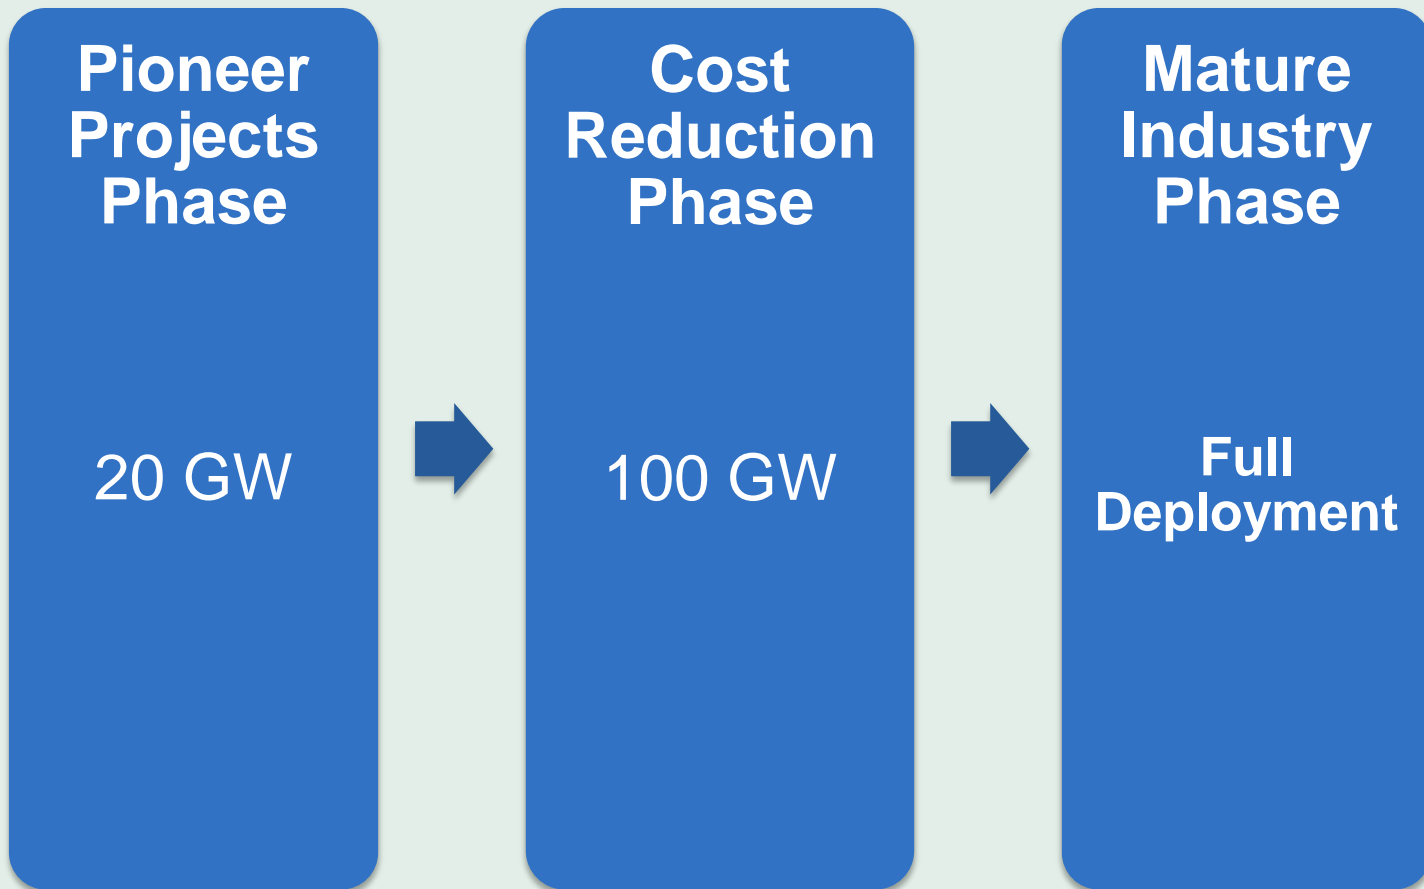 Pioneer
Projects
Phase
20 GW
Cost
Reduction
Phase
100 GW
Mature
Industry
Phase
Full
Deployment